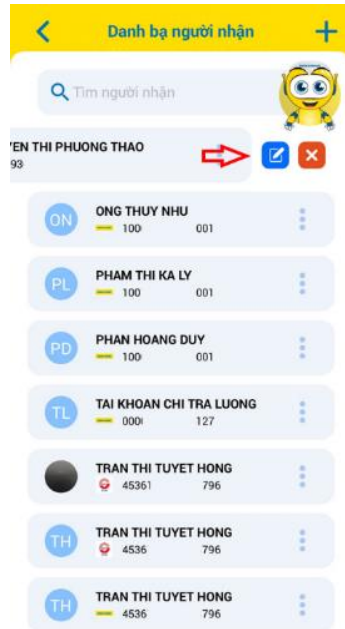 Danh bạ người nhận
Tìm người nhận
EN THI PHUONG THAO
93
ON
ONG THUY NHU
100 001
PL
PHAM THI KA LY
100 001
PD
PHAN HOANG DUY
100 001
TL
TAI KHOAN CHI TRA LUONG
000 127
TRAN THI TUYET HONG
45361 796
TH
TRAN THI TUYET HONG
4536 796
TH
TRAN THI TUYET HONG
4536 796